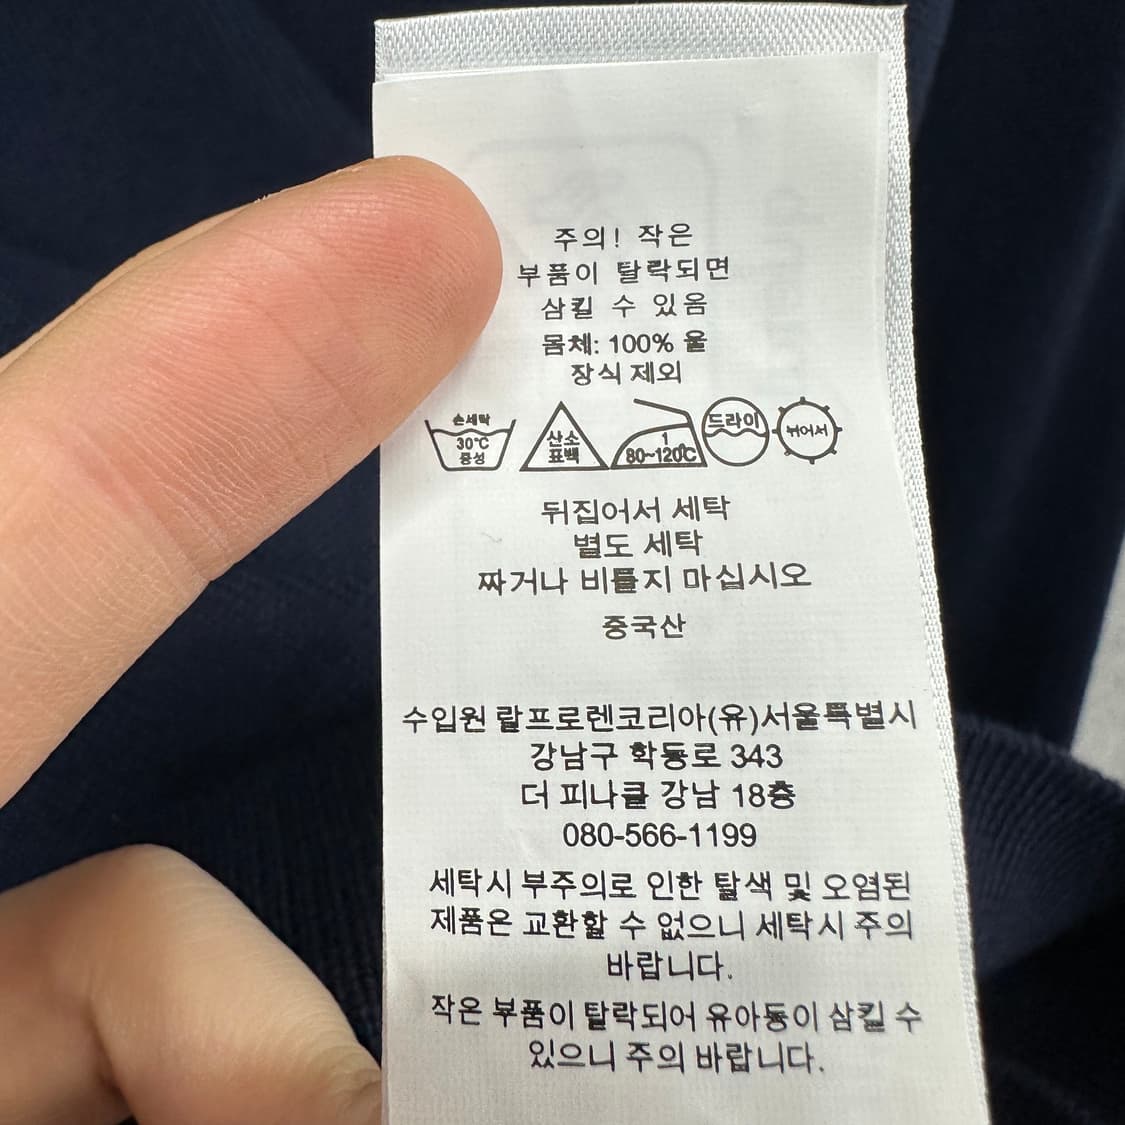 주의! 작은
부품이 탈락되면
삼킬 수 있음
몸체: 100% 울
장식 제외
손세탁
30℃
중성
산소
표백
1
80~120℃
드라이
뉘어서
뒤집어서 세탁
별도 세탁
짜거나 비틀지 마십시오
중국산
수입원 랄프로렌코리아(유)서울특별시
강남구 학동로 343
더 피나클 강남 18층
080-566-1199
세탁시 부주의로 인한 탈색 및 오염된
제품은 교환할 수 없으니 세탁시 주의
바랍니다.
작은 부품이 탈락되어 유아동이 삼킬 수
있으니 주의 바랍니다.